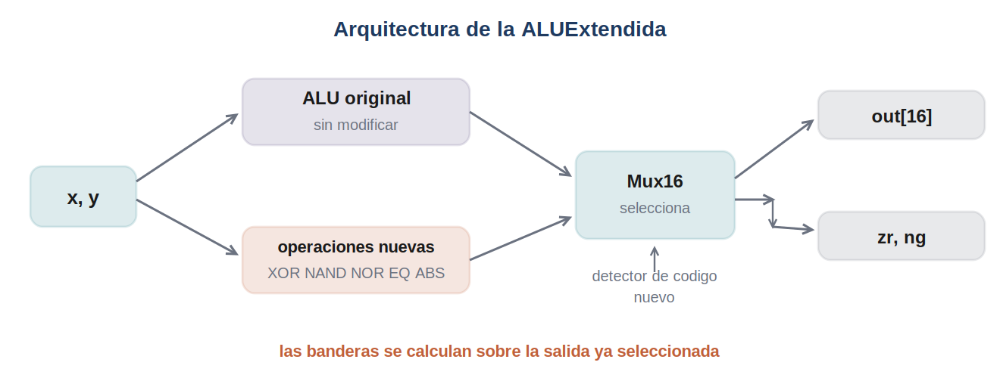 Arquitectura de la ALUExtendida
x, y
ALU original
sin modificar
operaciones nuevas
XOR NAND NOR EQ ABS
Mux16
selecciona
detector de codigo
nuevo
out[16]
zr, ng
las banderas se calculan sobre la salida ya seleccionada